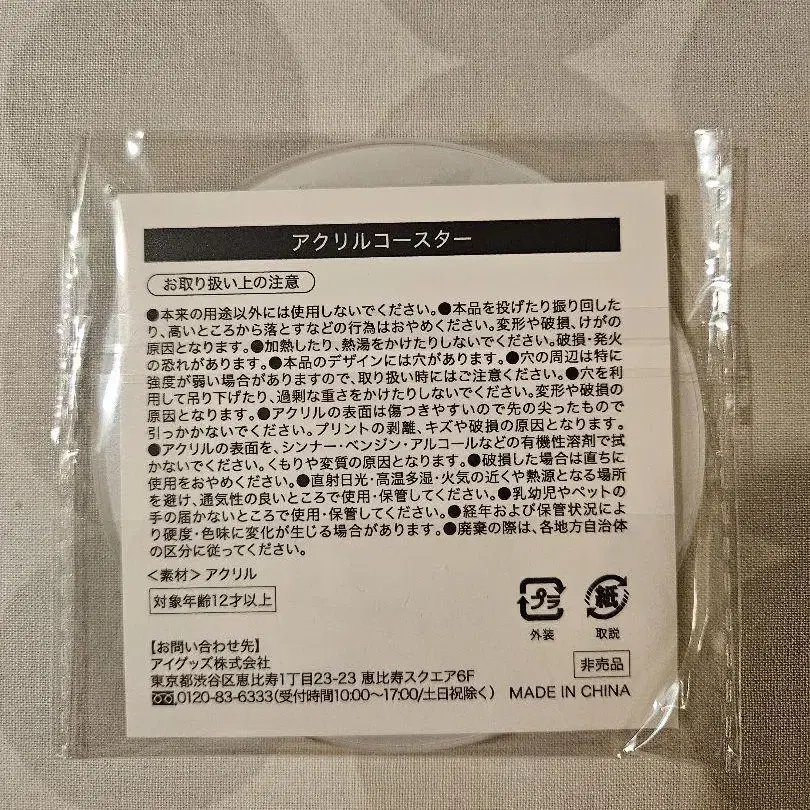 アクリルコースター
お取り扱い上の注意
●本来の用途以外には使用しないでください。●本品を投げたり振り回した
り、高いところから落とすなどの行為はおやめください。変形や破損、けがの
原因となります。●加熱したり、熱湯をかけたりしないでください。破損・発火
の恐れがあります。●本品のデザインには穴があります。●穴の周辺は特に
強度が弱い場合がありますので、取り扱い時にはご注意ください。●穴を利
用して吊り下げたり、過剰な重さをかけたりしないでください。変形や破損の
原因となります。●アクリルの表面は傷つきやすいので先の尖ったもので
引っかかないでください。プリントの剥離、キズや破損の原因となります。
●アクリルの表面を、シンナー・ベンジン・アルコールなどの有機性溶剤で拭
かないでください。くもりや変質の原因となります。●破損した場合は直ちに
使用をおやめください。●直射日光・高温多湿・火気の近くや熱源となる場所
を避け、通気性の良いところで使用・保管してください。●乳幼児やペットの
手の届かないところで使用・保管してください。●経年および保管状況によ
り硬度・色味に変化が生じる場合があります。●廃棄の際は、各地方自治体
の区分に従ってください。
＜素材＞アクリル
対象年齢12才以上
プラ
外装
紙
取説
【お問い合わせ先】
アイグッズ株式会社
非売品
東京都渋谷区恵比寿1丁目23-23 恵比寿スクエア6F
0120-83-6333(受付時間10:00〜17:00/土日祝除く) MADE IN CHINA